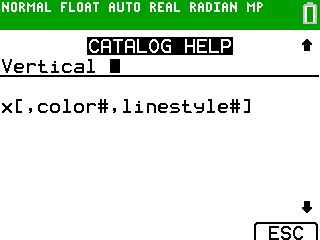 NORMAL FLOAT AUTO REAL RADIAN MP
CATALOG HELP
Vertical
x[,color#,linestyle#]
ESC